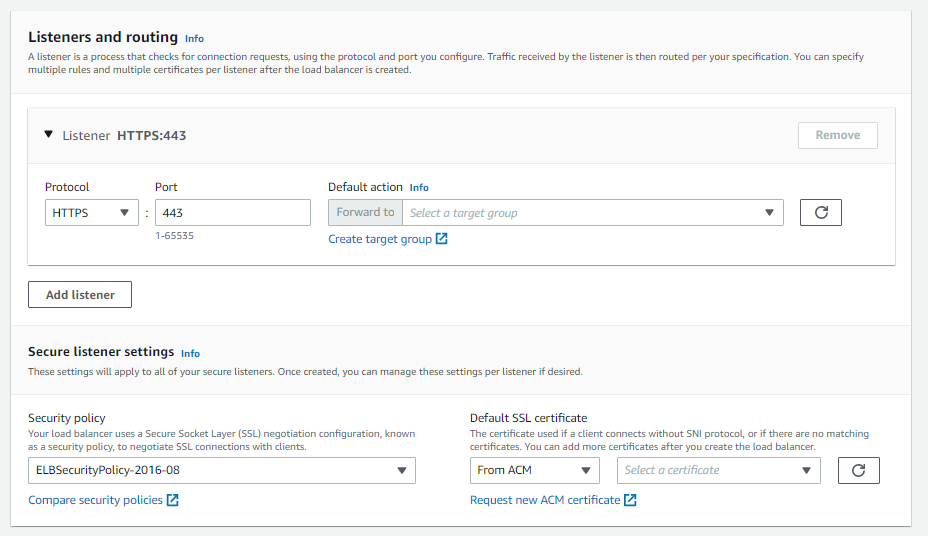 Listeners and routing Info
A listener is a process that checks for connection requests, using the protocol and port you configure. Traffic received by the listener is then routed per your specification. You can specify
multiple rules and multiple certificates per listener after the load balancer is created.
Listener HTTPS:443
Remove
Protocol
Port
Default action Info
HTTPS
:
443
Forward to
Select a target group
1-65535
Create target group
Add listener
Secure listener settings Info
These settings will apply to all of your secure listeners. Once created, you can manage these settings per listener if desired.
Security policy
Your load balancer uses a Secure Socket Layer (SSL) negotiation configuration, known
as a security policy, to negotiate SSL connections with clients.
ELBSecurityPolicy-2016-08
Compare security policies
Default SSL certificate
The certificate used if a client connects without SNI protocol, or if there are no matching
certificates. You can add more certificates after you create the load balancer.
From ACM
Select a certificate
Request new ACM certificate